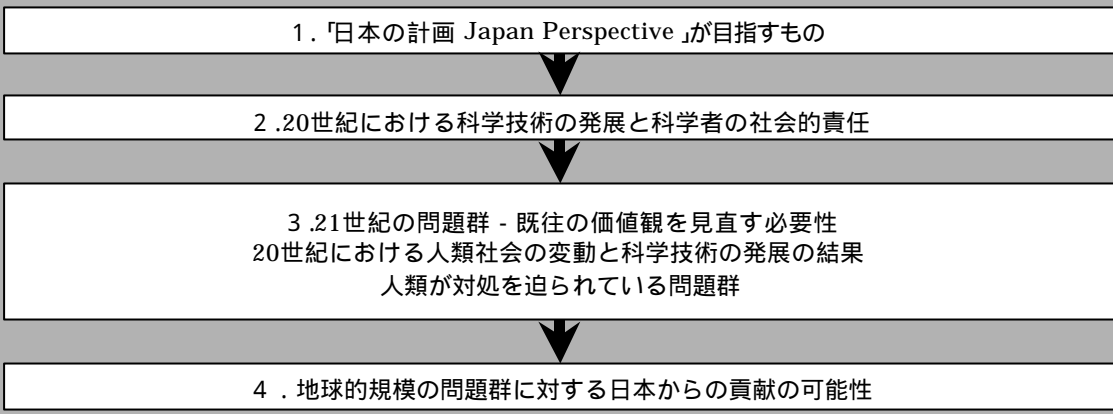 １．「日本の計画 Japan Perspective」が目指すもの
２.20世紀における科学技術の発展と科学者の社会的責任
３.21世紀の問題群 - 既往の価値観を見直す必要性
20世紀における人類社会の変動と科学技術の発展の結果
人類が対処を迫られている問題群
４．地球的規模の問題群に対する日本からの貢献の可能性